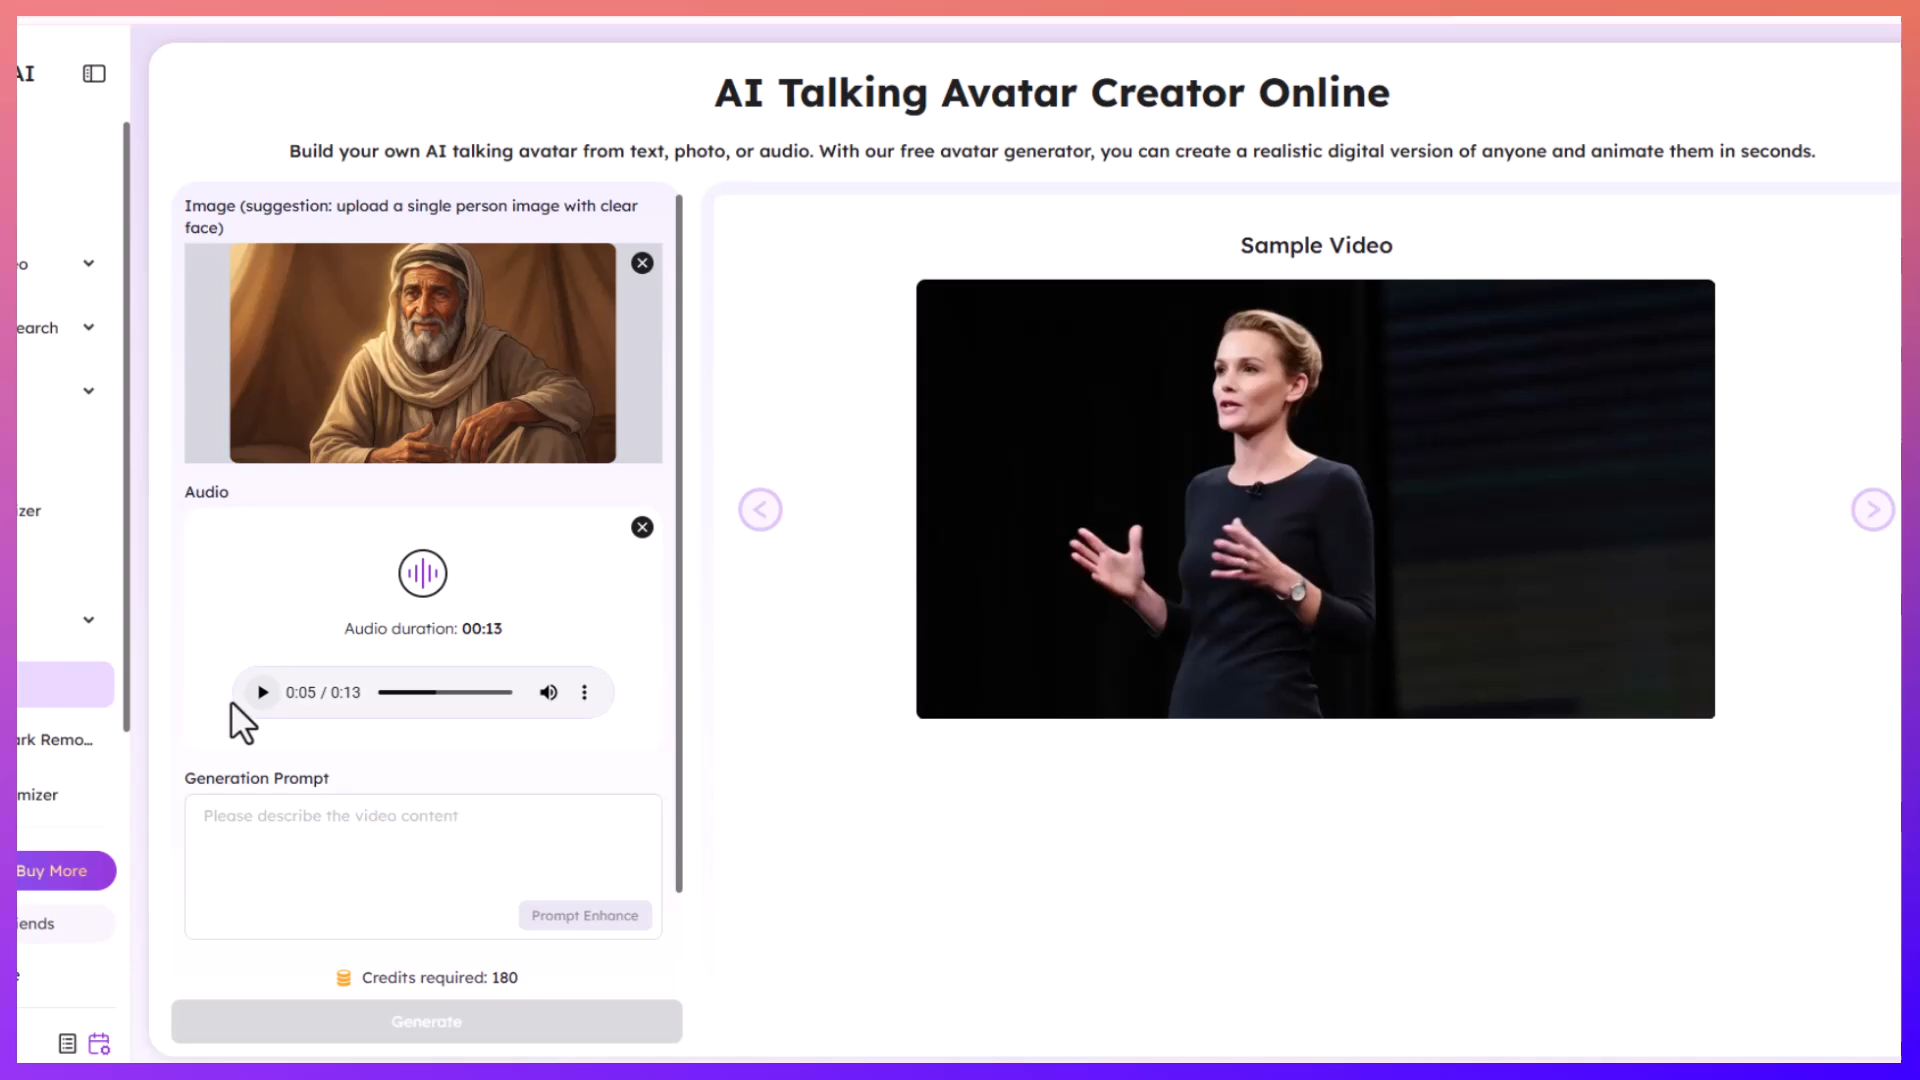 AI
AI Talking Avatar Creator Online
Build your own AI talking avatar from text, photo, or audio. With our free avatar generator, you can create a realistic digital version of anyone and animate them in seconds.
Image (suggestion: upload a single person image with clear
face)
Sample Video
eo
earch
Audio
zer
Audio duration: 00:13
0:05 / 0:13
ark Remo...
Generation Prompt
mizer
Please describe the video content
Buy More
Prompt Enhance
iends
e
Credits required: 180
Generate